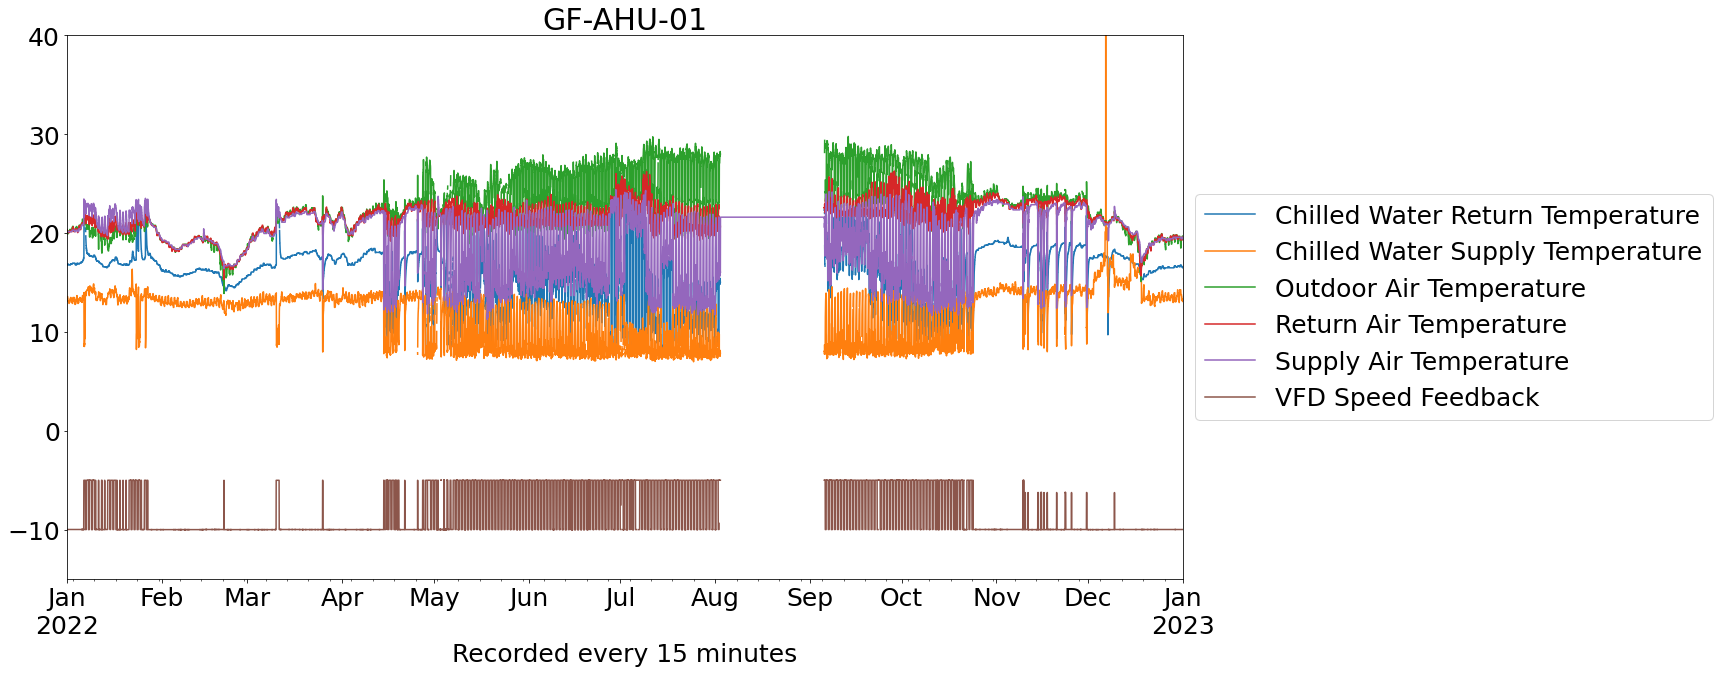 GF-AHU-01
40
30
20
10
0
−10
Jan
2022
Feb
Mar
Apr
May
Jun
Jul
Aug
Sep
Oct
Nov
Dec
Jan
2023
Recorded every 15 minutes
Chilled Water Return Temperature
Chilled Water Supply Temperature
Outdoor Air Temperature
Return Air Temperature
Supply Air Temperature
VFD Speed Feedback